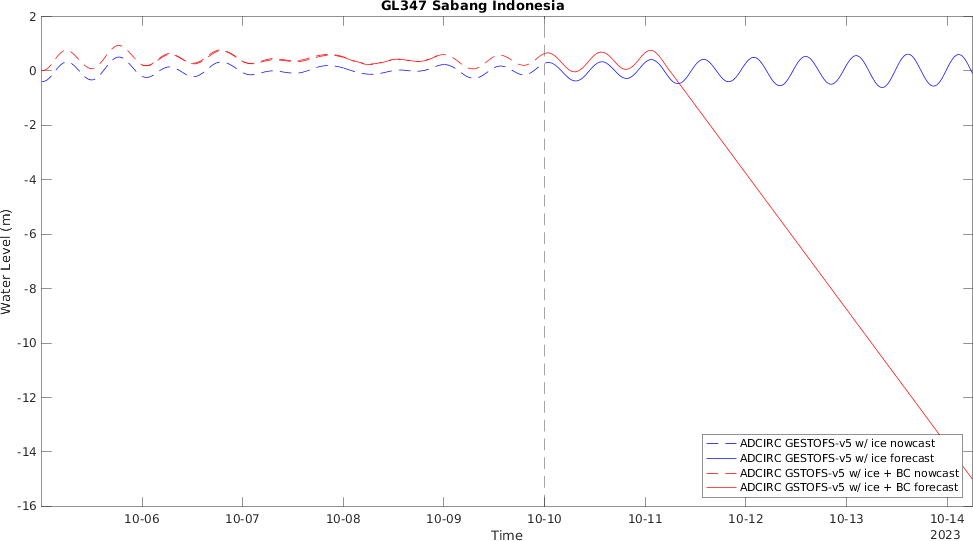 GL347 Sabang Indonesia
2
0
-2
-4
-6
-8
-10
-12
-14
-16
Water Level (m)
ADCIRC GESTOFS-v5 w/ ice nowcast
ADCIRC GESTOFS-v5 w/ ice forecast
ADCIRC GSTOFS-v5 w/ ice + BC nowcast
ADCIRC GSTOFS-v5 w/ ice + BC forecast
10-06 10-07 10-08 10-09 10-10 10-11 10-12 10-13 10-14
2023
Time